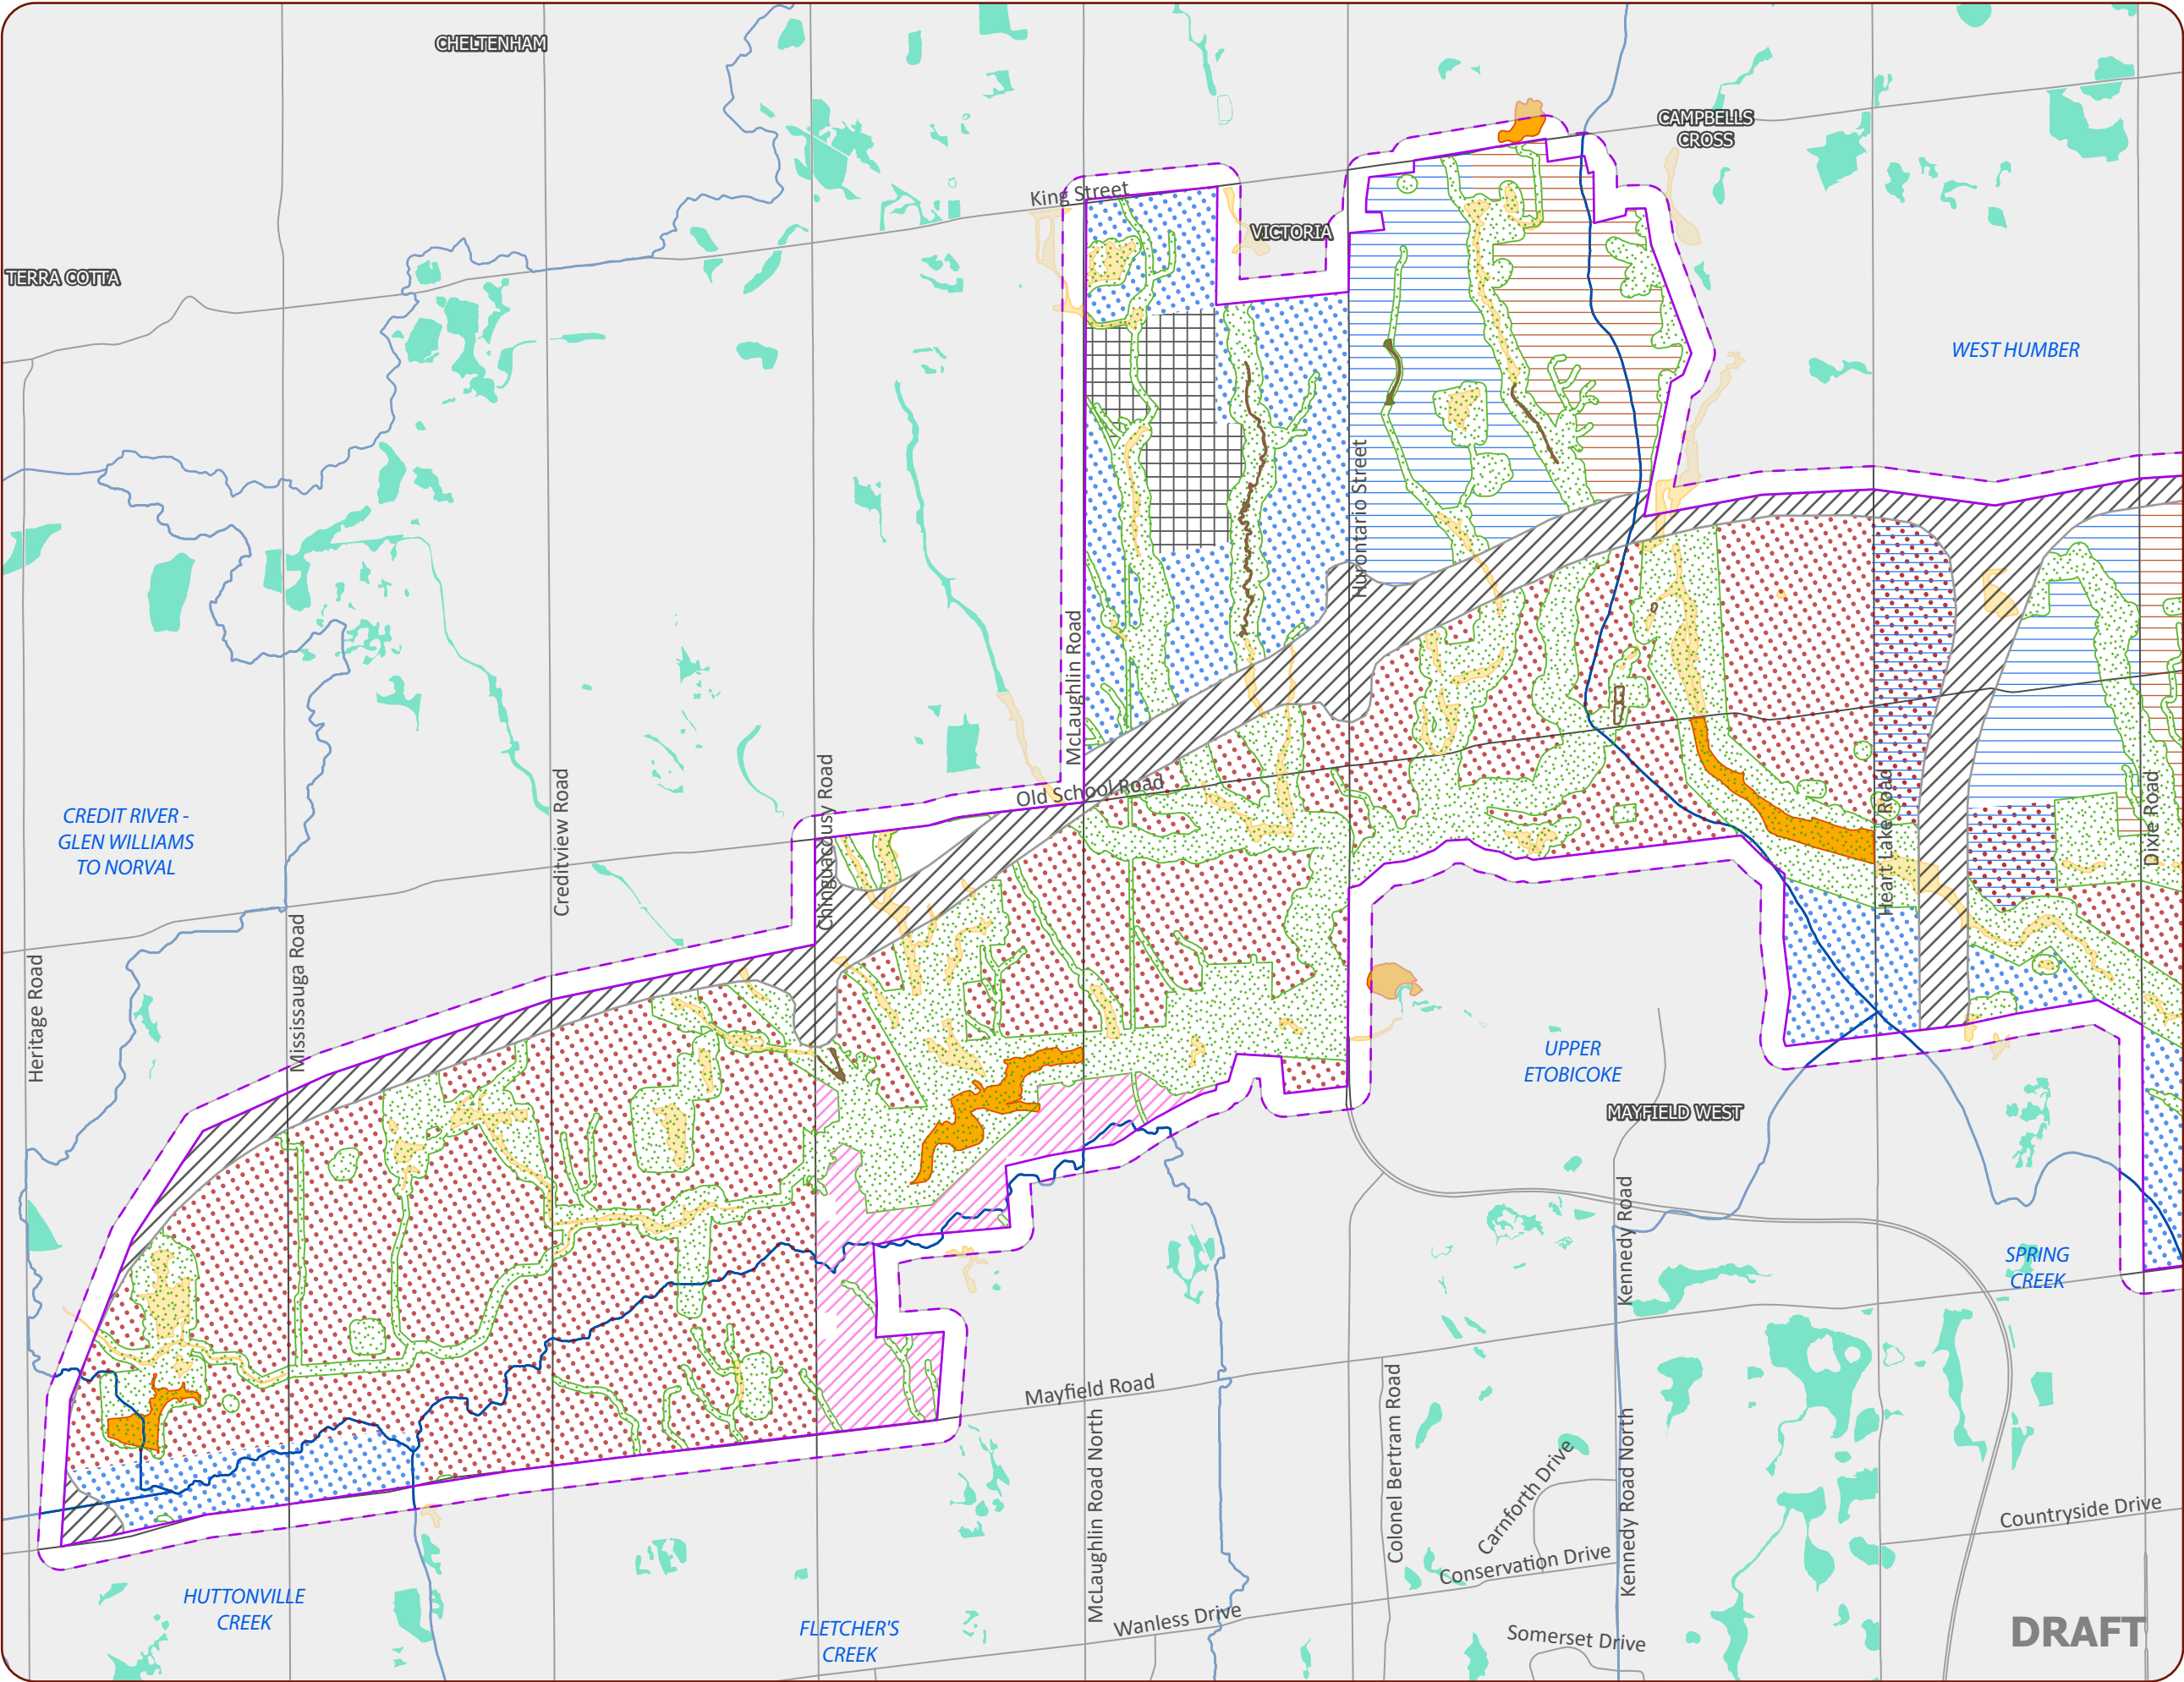 CHELTENHAM
CAMPBELLS
CROSS
King Street
VICTORIA
TERRA COTTA
WEST HUMBER
Hurontario Street
McLaughlin Road
Old School Road
Chinguacousy Road
Creditview Road
CREDIT RIVER -
GLEN WILLIAMS
TO NORVAL
Heart Lake Road
Dixie Road
Mississauga Road
Heritage Road
UPPER
ETOBICOKE
MAYFIELD WEST
Kennedy Road
SPRING
CREEK
Mayfield Road
McLaughlin Road North
Colonel Bertram Road
Carnforth Drive
Kennedy Road North
Countryside Drive
Conservation Drive
HUTTONVILLE
CREEK
FLETCHER'S
CREEK
Wanless Drive
Somerset Drive
DRAFT